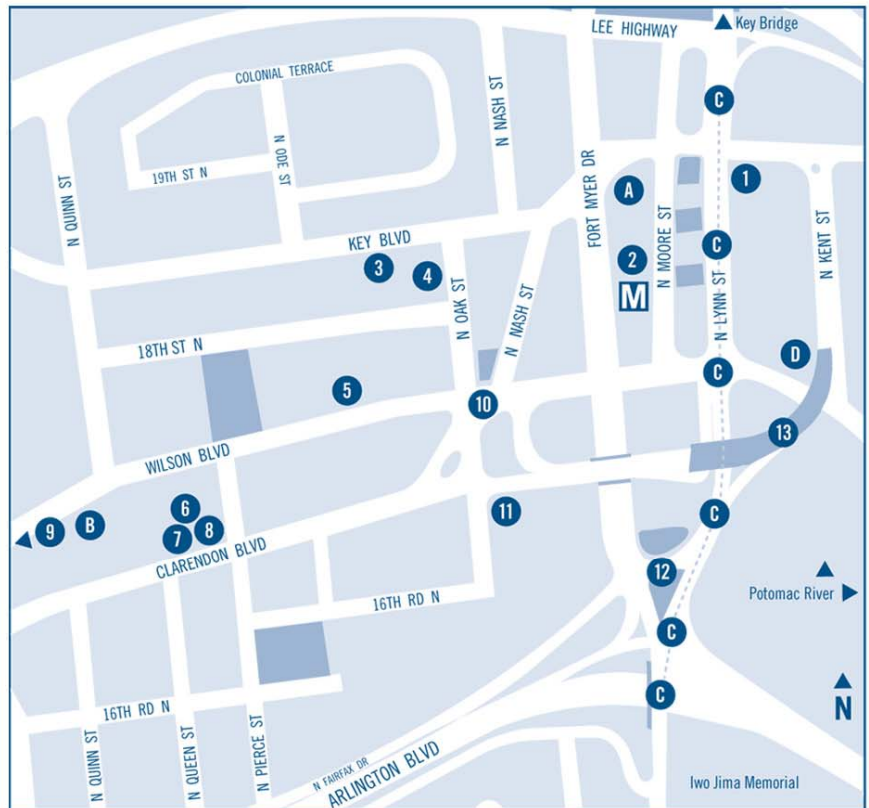 LEE HIGHWAY
Key Bridge
COLONIAL TERRACE
N NASH ST
C
N QUINN ST
N ODE ST
19TH ST N
FORT MYER DR
A
N MOORE ST
1
N KENT ST
KEY BLVD
3
4
2
M
C
N LYNN ST
N OAK ST
N NASH ST
18TH ST N
D
C
5
10
13
WILSON BLVD
9
B
6
7
8
11
C
CLARENDON BLVD
12
16TH RD N
Potomac River
C
C
N
16TH RD N
N QUINN ST
N QUEEN ST
N PIERCE ST
N FAIRFAX DR
ARLINGTON BLVD
Iwo Jima Memorial